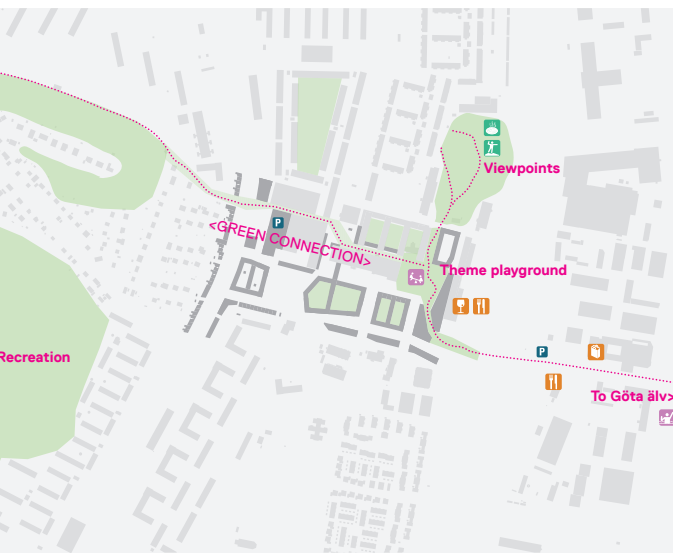 Viewpoints
P
<GREEN CONNECTION>
Theme playground
P
Recreation
To Göta älv>